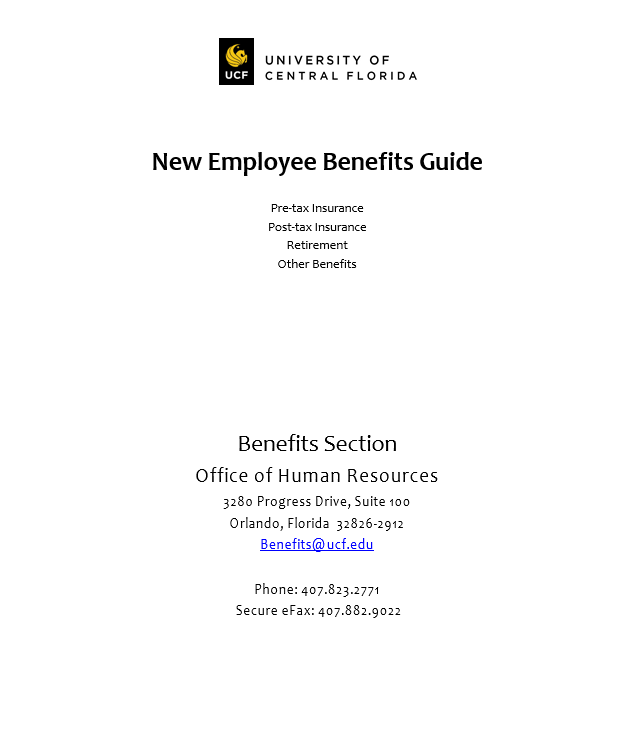 UCF
UNIVERSITY OF
CENTRAL FLORIDA
New Employee Benefits Guide
Pre-tax Insurance
Post-tax Insurance
Retirement
Other Benefits
Benefits Section
Office of Human Resources
3280 Progress Drive, Suite 100
Orlando, Florida  32826-2912
Benefits@ucf.edu
Phone: 407.823.2771
Secure eFax: 407.882.9022